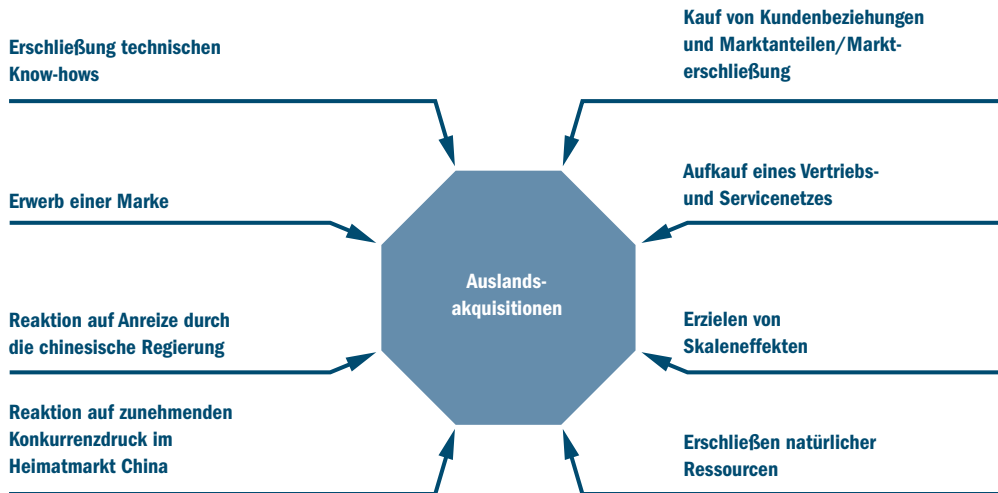 Erschließung technischen
Know-hows
Erwerb einer Marke
Reaktion auf Anreize durch
die chinesische Regierung
Reaktion auf zunehmenden
Konkurrenzdruck im
Heimatmarkt China
Auslands-
akquisitionen
Kauf von Kundenbeziehungen
und Marktanteilen/Markt-
erschließung
Aufkauf eines Vertriebs-
und Servicenetzes
Erzielen von
Skaleneffekten
Erschließen natürlicher
Ressourcen